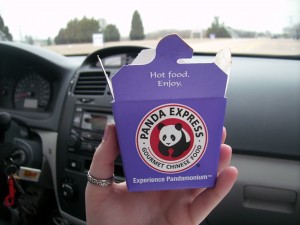 Hot food.
Enjoy.
PANDA EXPRESS
GOURMET CHINESE FOOD
Experience Pandamonium™